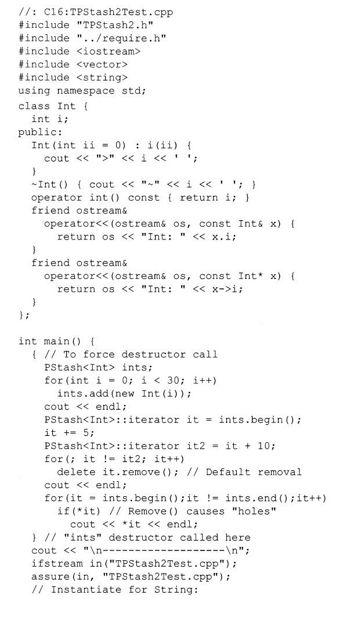 //: C16:TPStash2Test.cpp
#include "TPStash2.h"
#include "../require.h"
#include <iostream>
#include <vector>
#include <string>
using namespace std;
class Int {
int i;
public:
Int(int ii = 0) : i(ii) {
cout << ">" << i << ' ';
}
~Int() { cout << "~" << i << ' '; }
operator int() const { return i; }
friend ostream&
operator<<(ostream& os, const Int& x) {
return os << "Int: " << x.i;
}
friend ostream&
operator<<(ostream& os, const Int* x) {
return os << "Int: " << x->i;
}
};
int main() {
{ // To force destructor call
PStash<Int> ints;
for(int i = 0; i < 30; i++)
ints.add(new Int(i));
cout << endl;
PStash<Int>::iterator it = ints.begin();
it += 5;
PStash<Int>::iterator it2 = it + 10;
for(; it != it2; it++)
delete it.remove(); // Default removal
cout << endl;
for(it = ints.begin();it != ints.end();it++)
if(*it) // Remove() causes "holes"
cout << *it << endl;
} // "ints" destructor called here
cout << "\n-------------------\n";
ifstream in("TPStash2Test.cpp");
assure(in, "TPStash2Test.cpp");
// Instantiate for String: